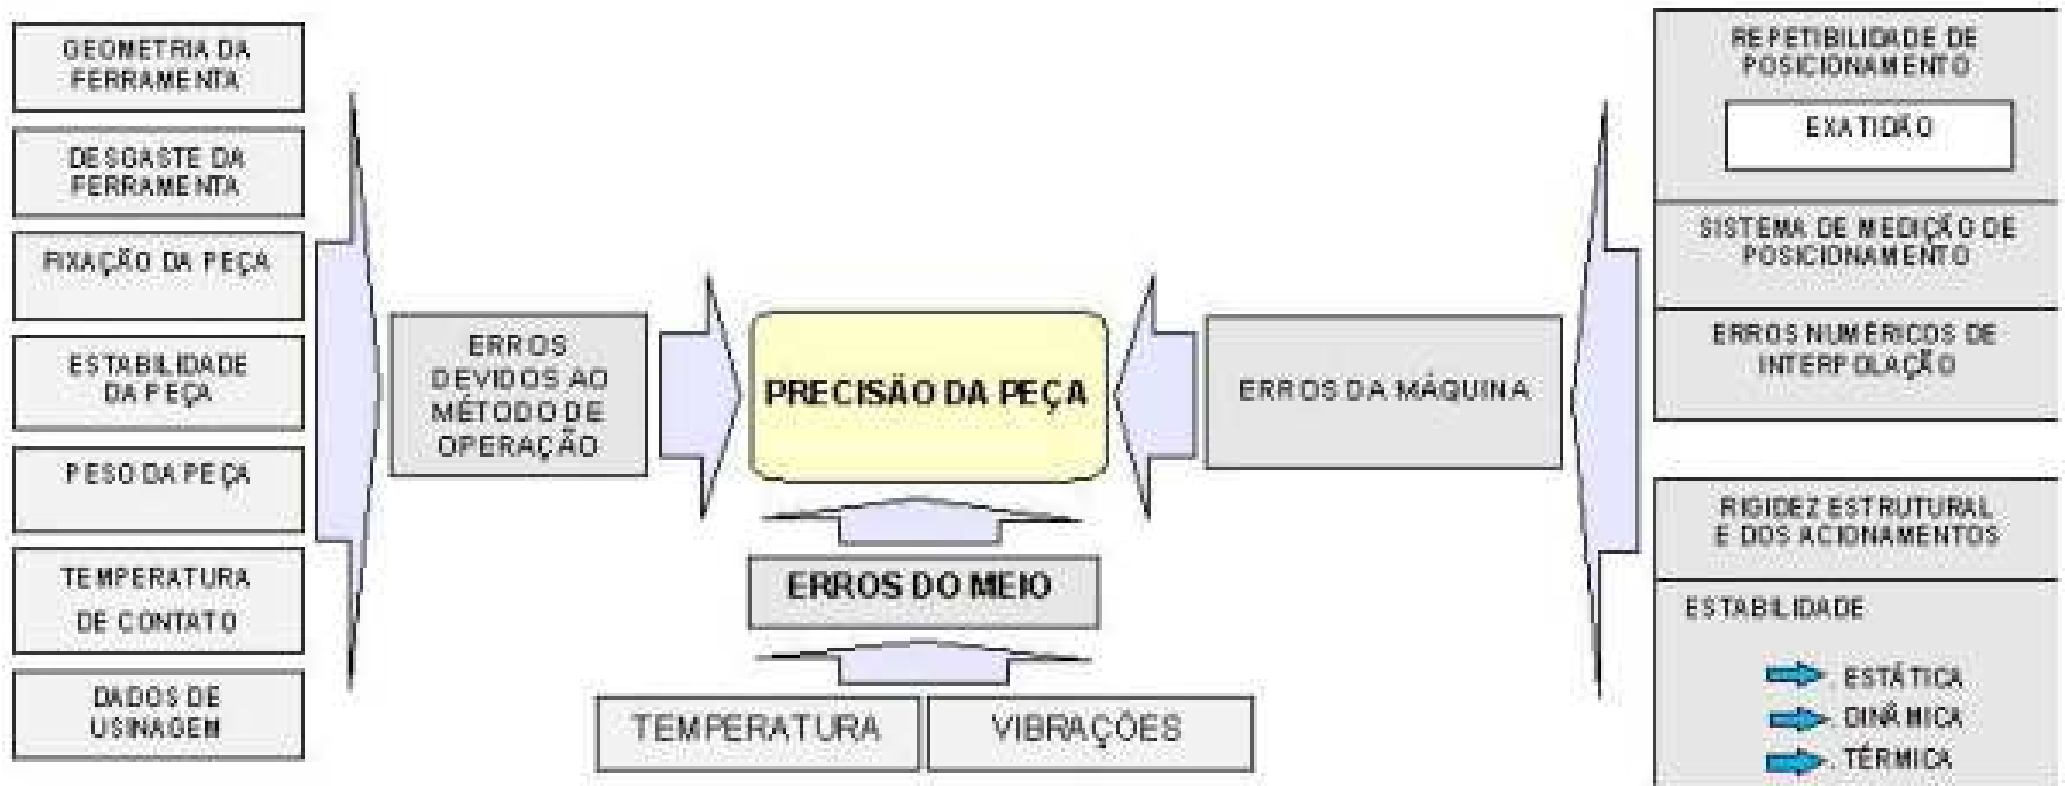 GEOMETRIA DA
FERRAMENTA
DESGASTE DA
FERRAMENTA
FIXAÇÃO DA PEÇA
ESTABILIDADE
DA PEÇA
PESO DA PEÇA
TEMPERATURA
DE CONTATO
DADOS DE
USINAGEM
ERROS
DEVIDOS AO
MÉTODO DE
OPERAÇÃO
PRECISÃO DA PEÇA
ERROS DO MEIO
TEMPERATURA
VIBRAÇÕES
ERROS DA MÁQUINA
REPETIBILIDADE DE
POSICIONAMENTO
EXATIDÃO
SISTEMA DE MEDIÇÃO DE
POSICIONAMENTO
ERROS NUMÉRICOS DE
INTERPOLAÇÃO
RIGIDEZ ESTRUTURAL
E DOS ACIONAMENTOS
ESTABILIDADE
. ESTÁTICA
. DINÂMICA
. TÉRMICA